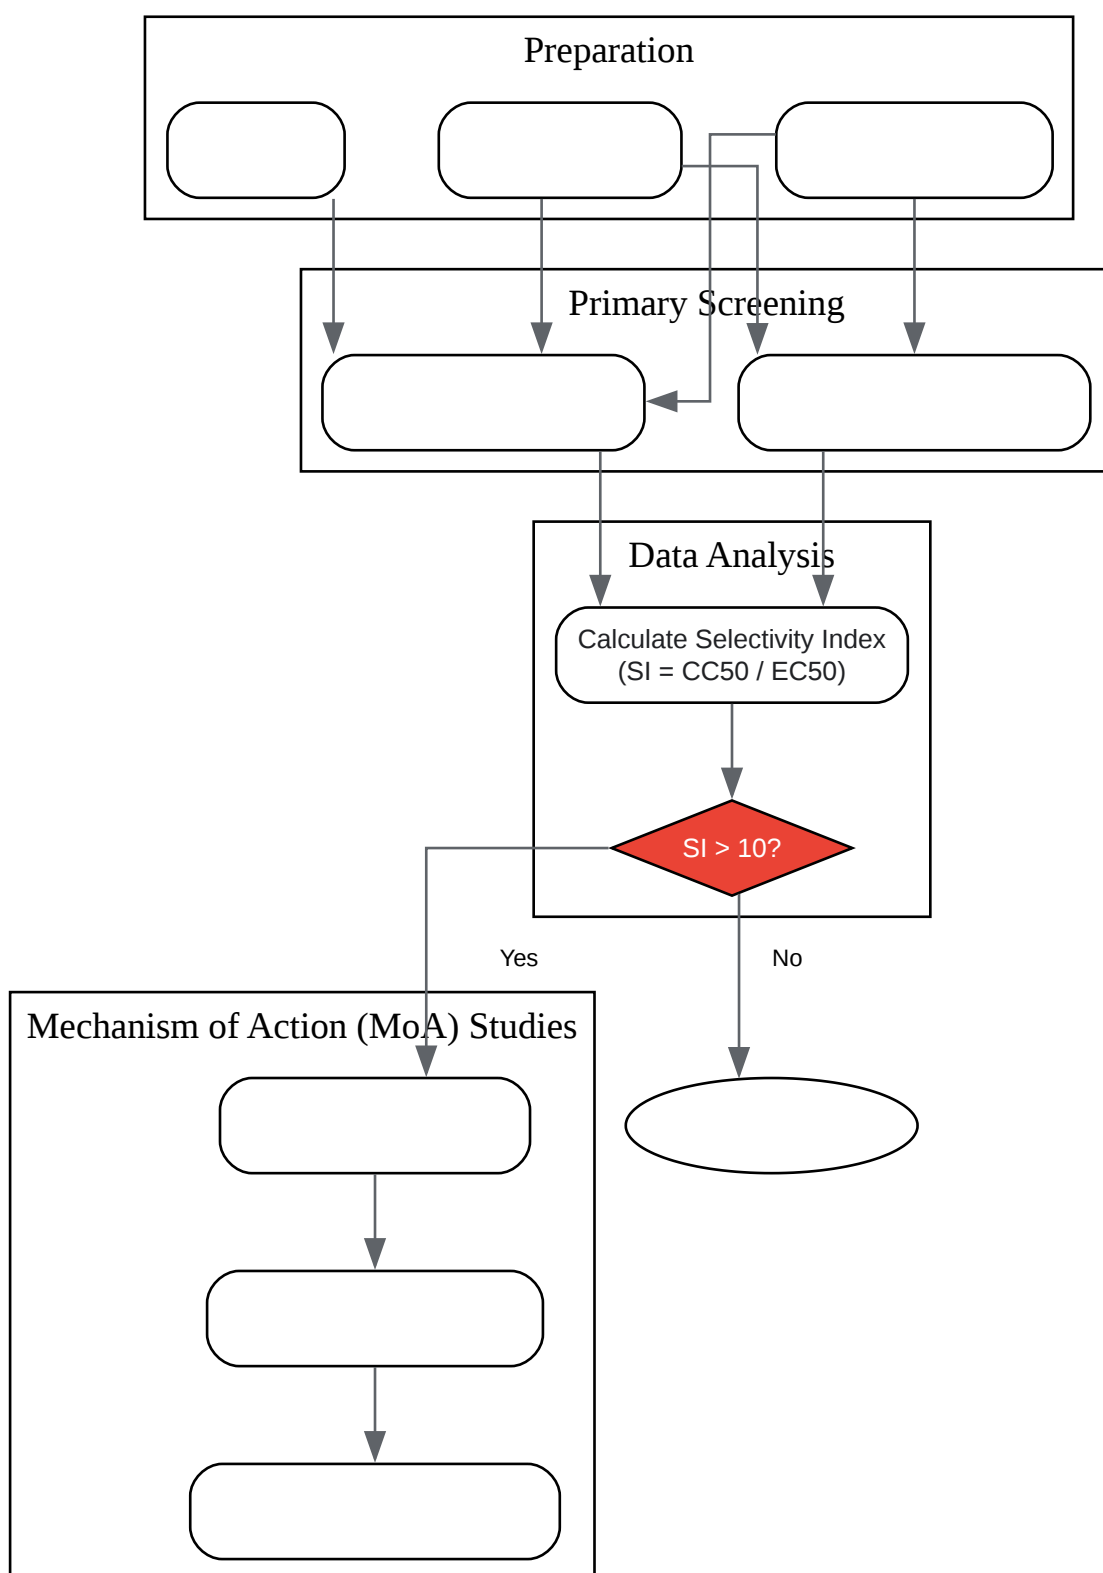 Preparation
Primary Screening
Data Analysis
Calculate Selectivity Index
(SI = CC50 / EC50)
SI > 10?
Yes
No
Mechanism of Action (MoA) Studies